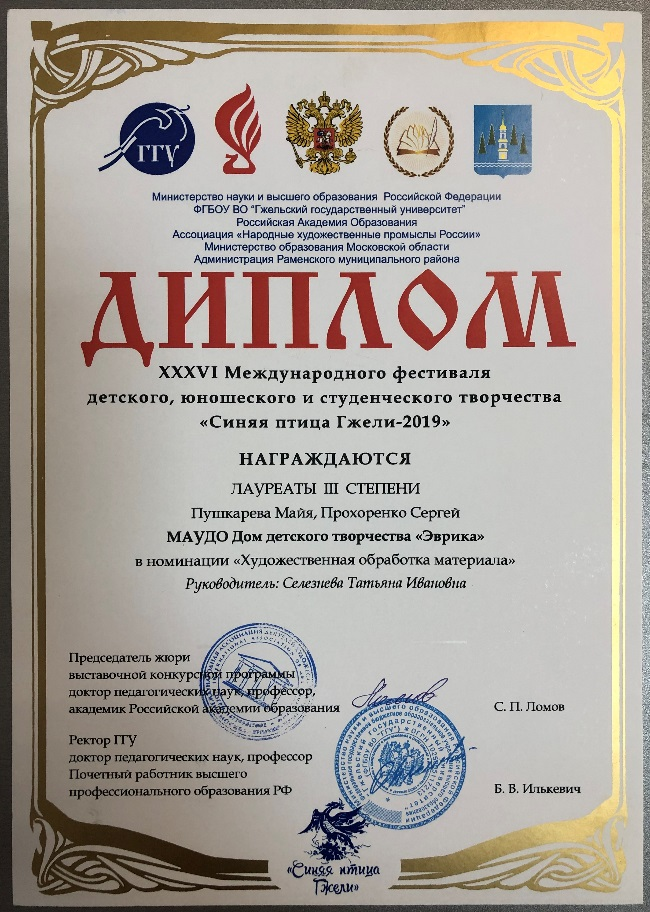 ГГУ
Министерство науки и высшего образования Российской Федерации
ФГБОУ ВО "Гжельский государственный университет"
Российская Академия Образования
Ассоциация «Народные художественные промыслы России»
Министерство образования Московской области
Администрация Раменского муниципального района
ДИПЛОМ
XXXVI Международного фестиваля
детского, юношеского и студенческого творчества
«Синяя птица Гжели-2019»
НАГРАЖДАЮТСЯ
ЛАУРЕАТЫ III СТЕПЕНИ
Пушкарева Майя, Прохоренко Сергей
МАУДО Дом детского творчества «Эврика»
в номинации «Художественная обработка материала»
Руководитель: Селезнева Татьяна Ивановна
Председатель жюри
выставочной конкурсной программы
доктор педагогических наук, профессор,
академик Российской академии образования
С. П. Ломов
Ректор ГГУ
доктор педагогических наук, профессор
Почетный работник высшего
профессионального образования РФ
Б. В. Илькевич
«Синяя птица
Гжели»